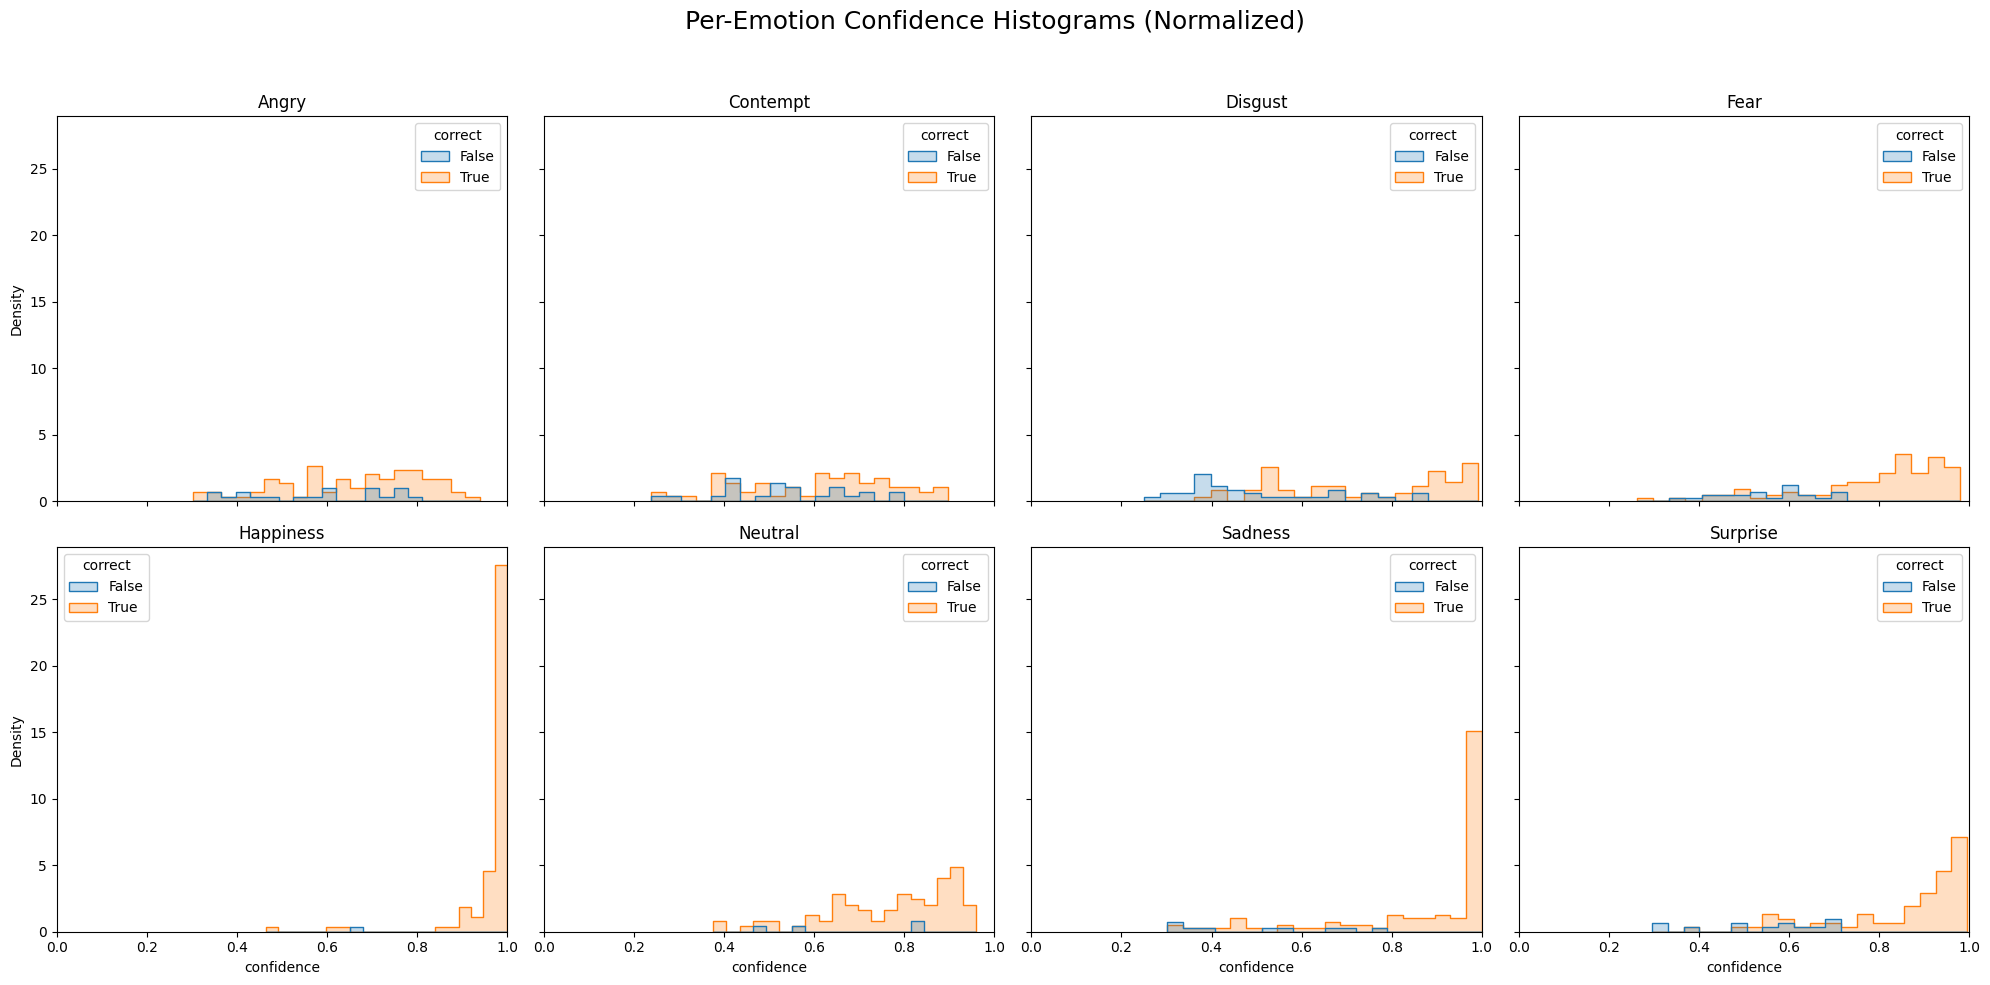 Per-Emotion Confidence Histograms (Normalized)
Angry
Contempt
Disgust
Fear
correct
False
True
correct
False
True
correct
False
True
correct
False
True
25
20
15
10
5
0
Density
Happiness
Neutral
Sadness
Surprise
correct
False
True
correct
False
True
correct
False
True
correct
False
True
25
20
15
10
5
0
Density
0.0 0.2 0.4 0.6 0.8 1.0
0.0 0.2 0.4 0.6 0.8 1.0
0.0 0.2 0.4 0.6 0.8 1.0
0.0 0.2 0.4 0.6 0.8 1.0
confidence
confidence
confidence
confidence